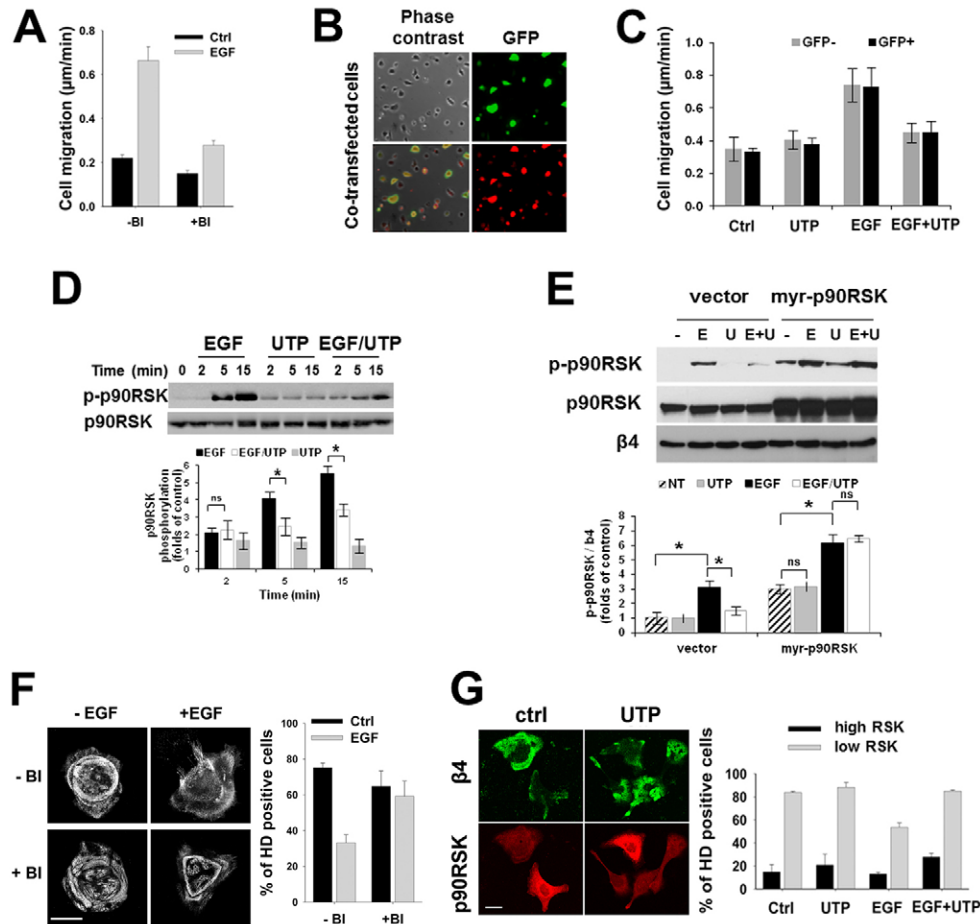 A
Cell migration (µm/min)
0.8
0.6
0.4
0.2
0
Ctrl
EGF
-BI +BI
B
Phase contrast GFP
Co-transfected cells
C
Cell migration (µm/min)
1.0
0.8
0.6
0.4
0.2
0.0
GFP- GFP+
Ctrl UTP EGF EGF+UTP
D
EGF UTP EGF/UTP
Time (min) 0 2 5 15 2 5 15 2 5 15
p-p90RSK
p90RSK
EGF EGF/UTP UTP
p90RSK phosphorylation (folds of control)
6
5
4
3
2
1
0
ns * *
2 5 15
Time (min)
E
vector myr-p90RSK
- E U E+U - E U E+U
p-p90RSK
p90RSK
β4
NT UTP EGF EGF/UTP
p-p90RSK / b4 (folds of control)
8
7
6
5
4
3
2
1
0
* * ns * ns
vector myr-p90RSK
F
- EGF +EGF
- BI
+ BI
% of HD positive cells
100
80
60
40
20
0
Ctrl
EGF
- BI +BI
G
ctrl UTP
β4
p90RSK
high RSK
low RSK
% of HD positive cells
100
80
60
40
20
0
Ctrl UTP EGF EGF+UTP